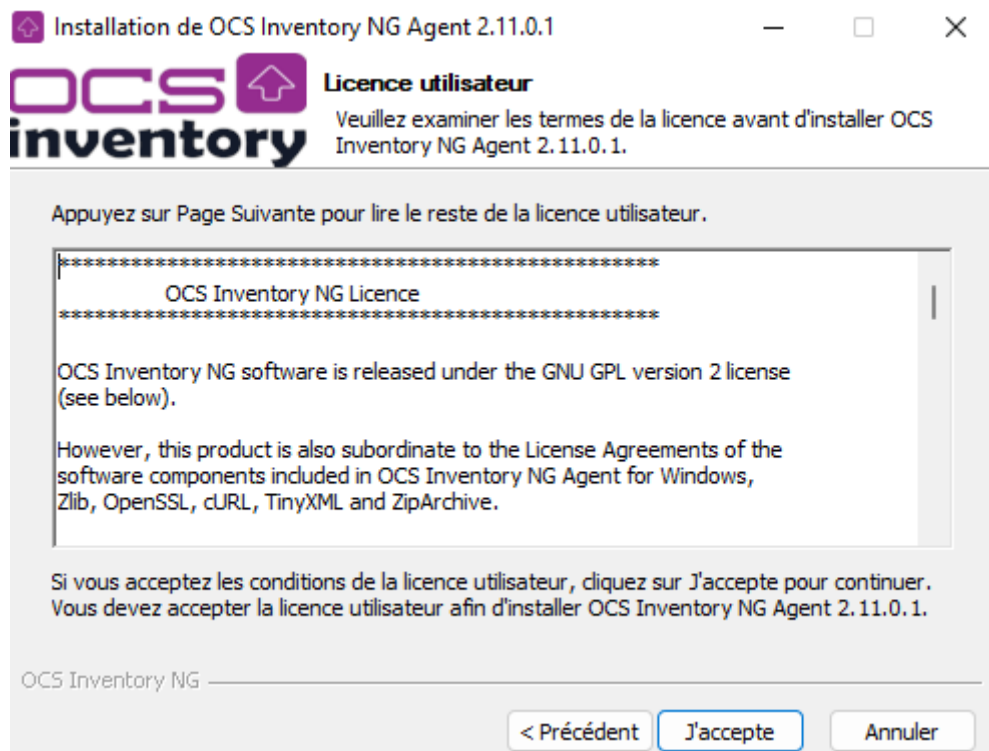 Installation de OCS Inventory NG Agent 2.11.0.1
OCS
inventory
Licence utilisateur
Veuillez examiner les termes de la licence avant d'installer OCS
Inventory NG Agent 2.11.0.1.
Appuyez sur Page Suivante pour lire le reste de la licence utilisateur.
**************************************************
OCS Inventory NG Licence
**************************************************
OCS Inventory NG software is released under the GNU GPL version 2 license
(see below).
However, this product is also subordinate to the License Agreements of the
software components included in OCS Inventory NG Agent for Windows,
Zlib, OpenSSL, cURL, TinyXML and ZipArchive.
Si vous acceptez les conditions de la licence utilisateur, cliquez sur J'accepte pour continuer.
Vous devez accepter la licence utilisateur afin d'installer OCS Inventory NG Agent 2.11.0.1.
OCS Inventory NG
< Précédent J'accepte Annuler